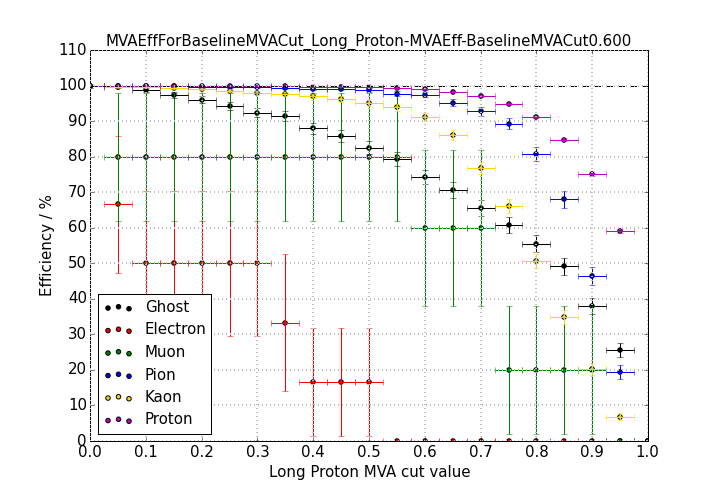 MVAEffForBaselineMVACut_Long_Proton-MVAEff-BaselineMVACut0.600
110
100
90
80
70
60
50
40
30
20
10
0
Efficiency / %
Ghost
Electron
Muon
Pion
Kaon
Proton
0.0 0.1 0.2 0.3 0.4 0.5 0.6 0.7 0.8 0.9 1.0
Long Proton MVA cut value